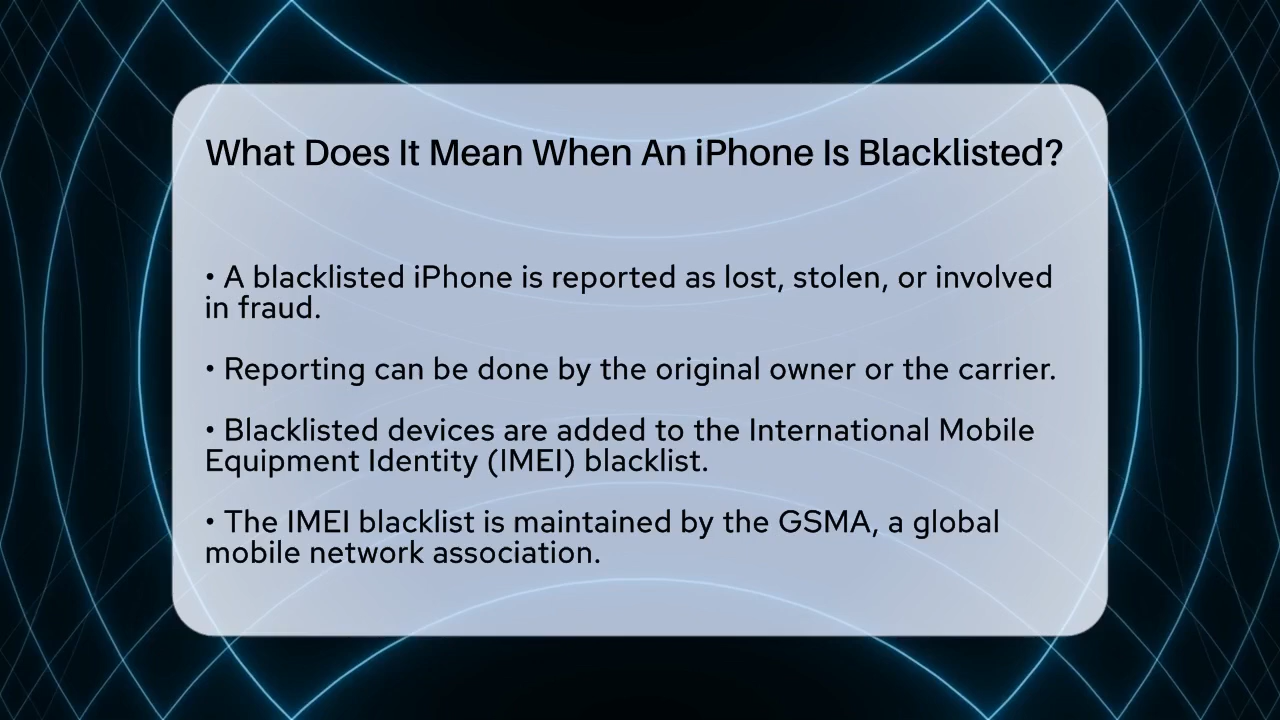 What Does It Mean When An iPhone Is Blacklisted?
• A blacklisted iPhone is reported as lost, stolen, or involved
in fraud.
• Reporting can be done by the original owner or the carrier.
• Blacklisted devices are added to the International Mobile
Equipment Identity (IMEI) blacklist.
• The IMEI blacklist is maintained by the GSMA, a global
mobile network association.